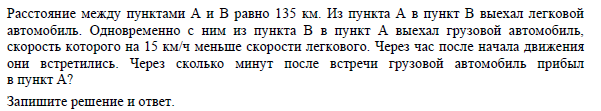 Расстояние между пунктами А и В равно 135 км. Из пункта А в пункт В выехал легковой
автомобиль. Одновременно с ним из пункта В в пункт А выехал грузовой автомобиль,
скорость которого на 15 км/ч меньше скорости легкового. Через час после начала движения
они встретились. Через сколько минут после встречи грузовой автомобиль прибыл
в пункт А?
Запишите решение и ответ.